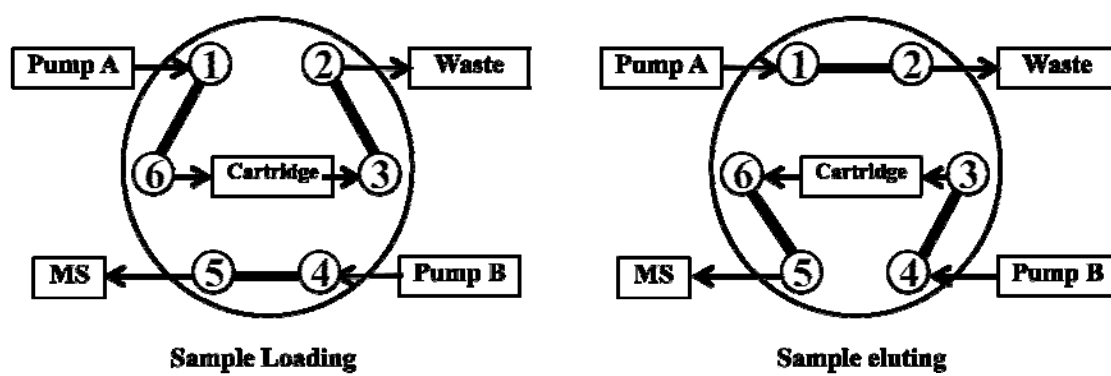 Pump A 1 2 Waste
6 Cartridge 3
MS 5 4 Pump B
Sample Loading
Pump A 1 2 Waste
6 Cartridge 3
MS 5 4 Pump B
Sample eluting